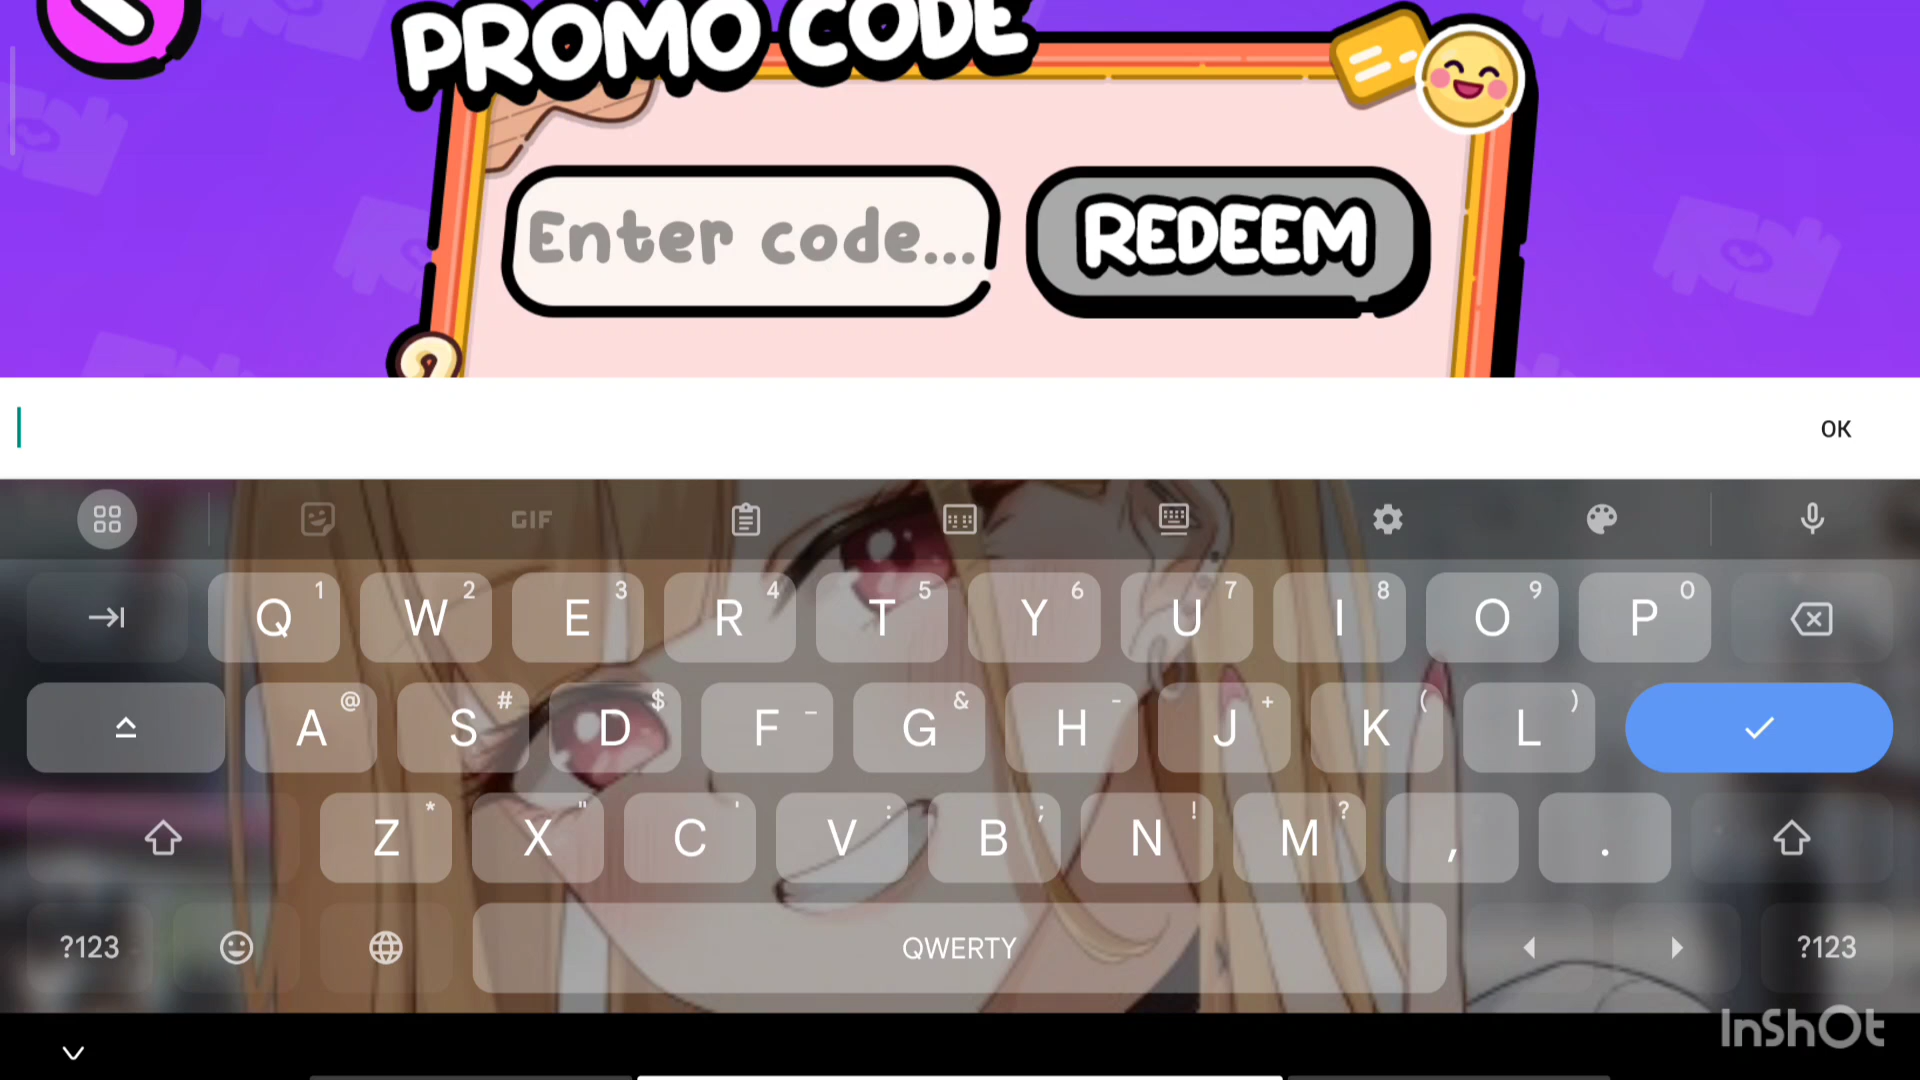 PROMO CODE
Enter code...
REDEEM
OK
GIF
Q 1 W 2 E 3 R 4 T 5 Y 6 U 7 I 8 O 9 P 0
A @ S # D $ F _ G & H - J + K ( L )
Z * X " C ' V : B ; N ! M ? , .
?123 QWERTY ?123
InShOt